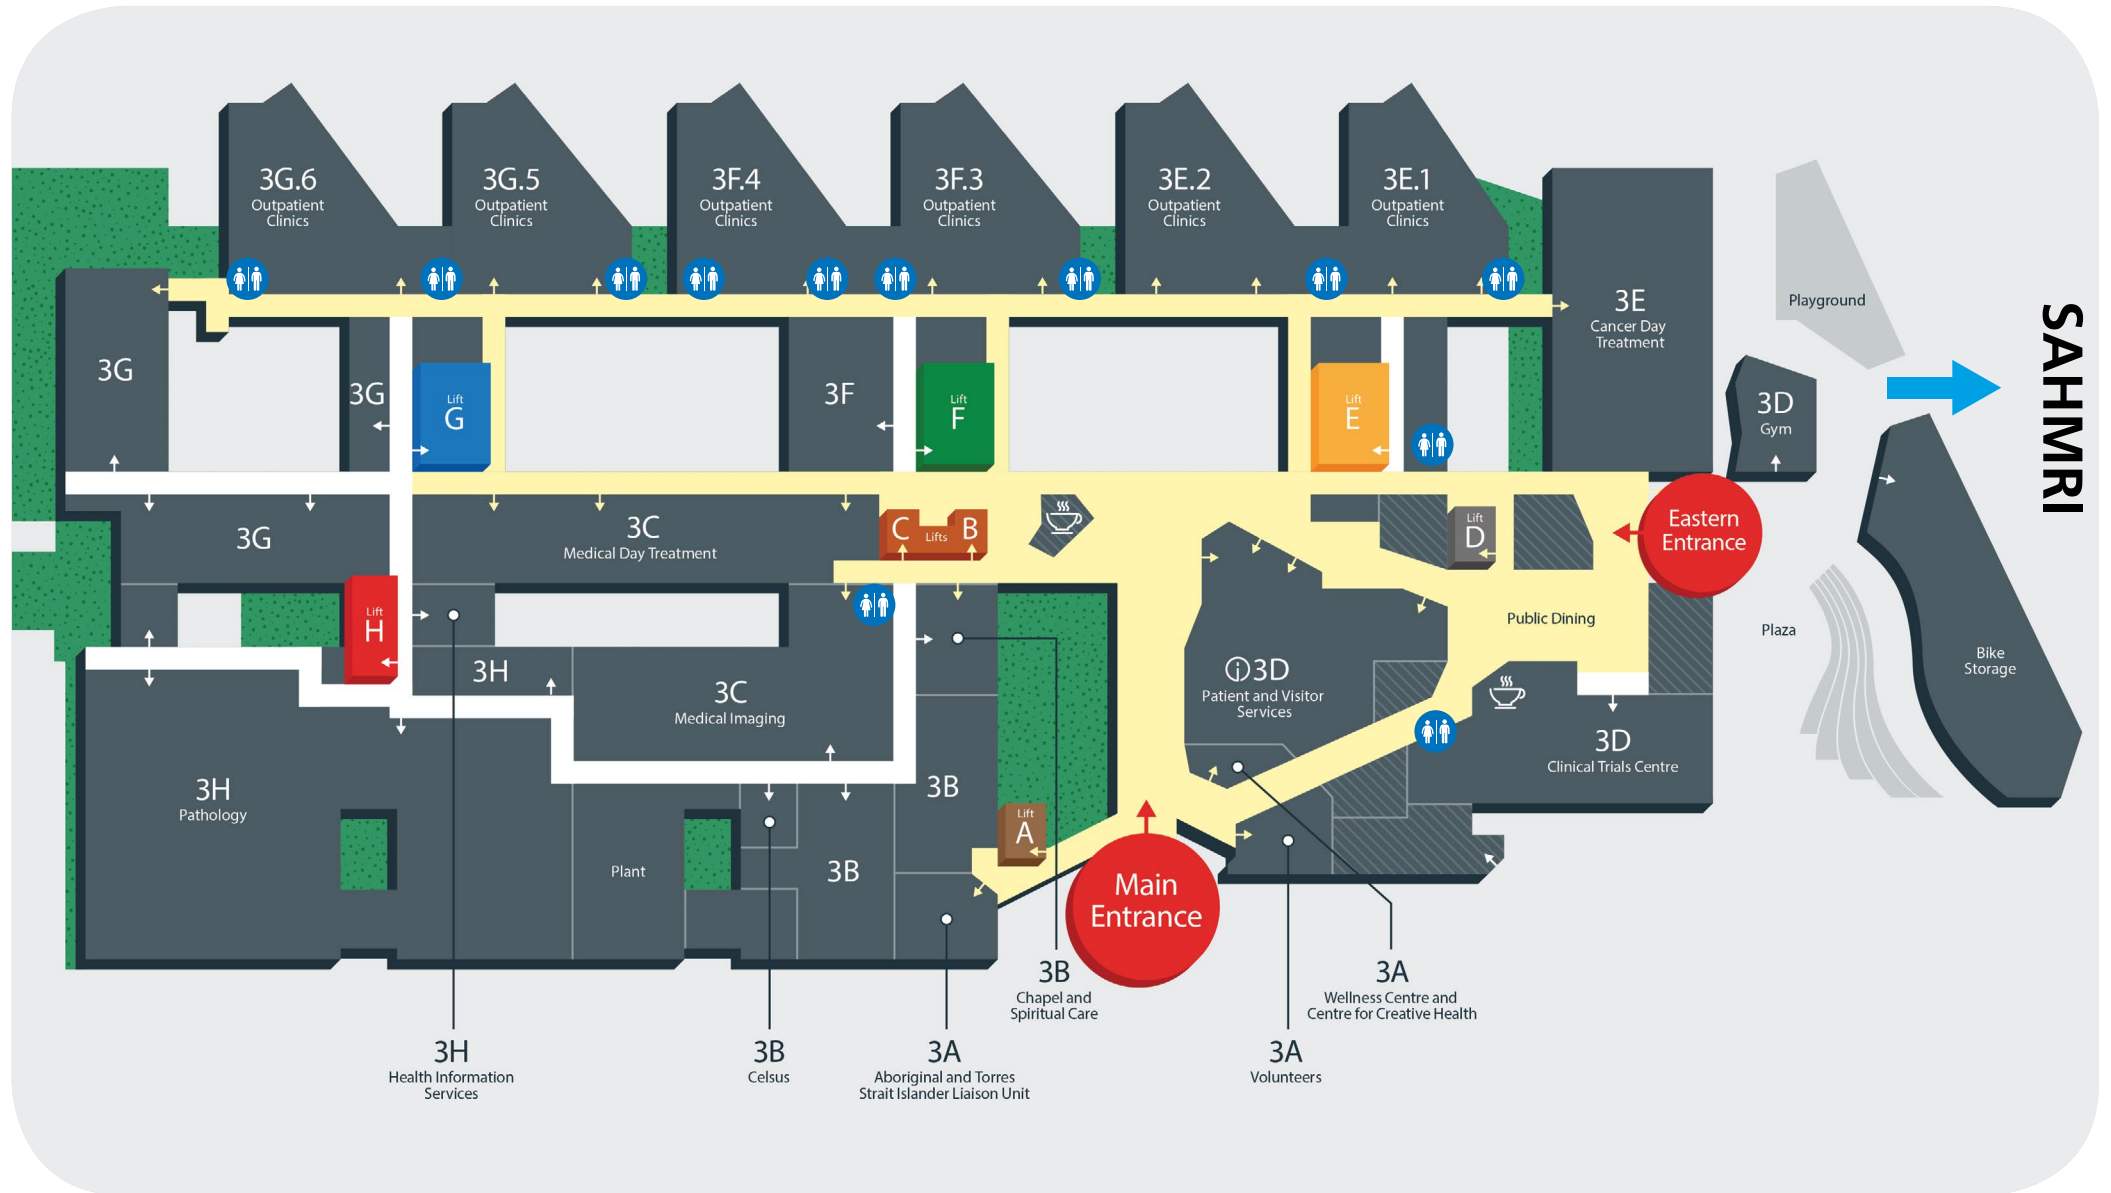 3G.6
Outpatient
Clinics
3G.5
Outpatient
Clinics
3F.4
Outpatient
Clinics
3F.3
Outpatient
Clinics
3E.2
Outpatient
Clinics
3E.1
Outpatient
Clinics
3E
Cancer Day
Treatment
Playground
SAHMRI
3G
3G
Lift
G
3F
Lift
F
Lift
E
3D
Gym
3G
3C
Medical Day Treatment
C
Lifts
B
Lift
D
Eastern
Entrance
Lift
H
Public Dining
Plaza
Bike
Storage
3H
3C
Medical Imaging
i
3D
Patient and Visitor
Services
3D
Clinical Trials Centre
3H
Pathology
3B
Lift
A
Plant
3B
Main
Entrance
3B
Chapel and
Spiritual Care
3A
Wellness Centre and
Centre for Creative Health
3H
Health Information
Services
3B
Celsus
3A
Aboriginal and Torres
Strait Islander Liaison Unit
3A
Volunteers